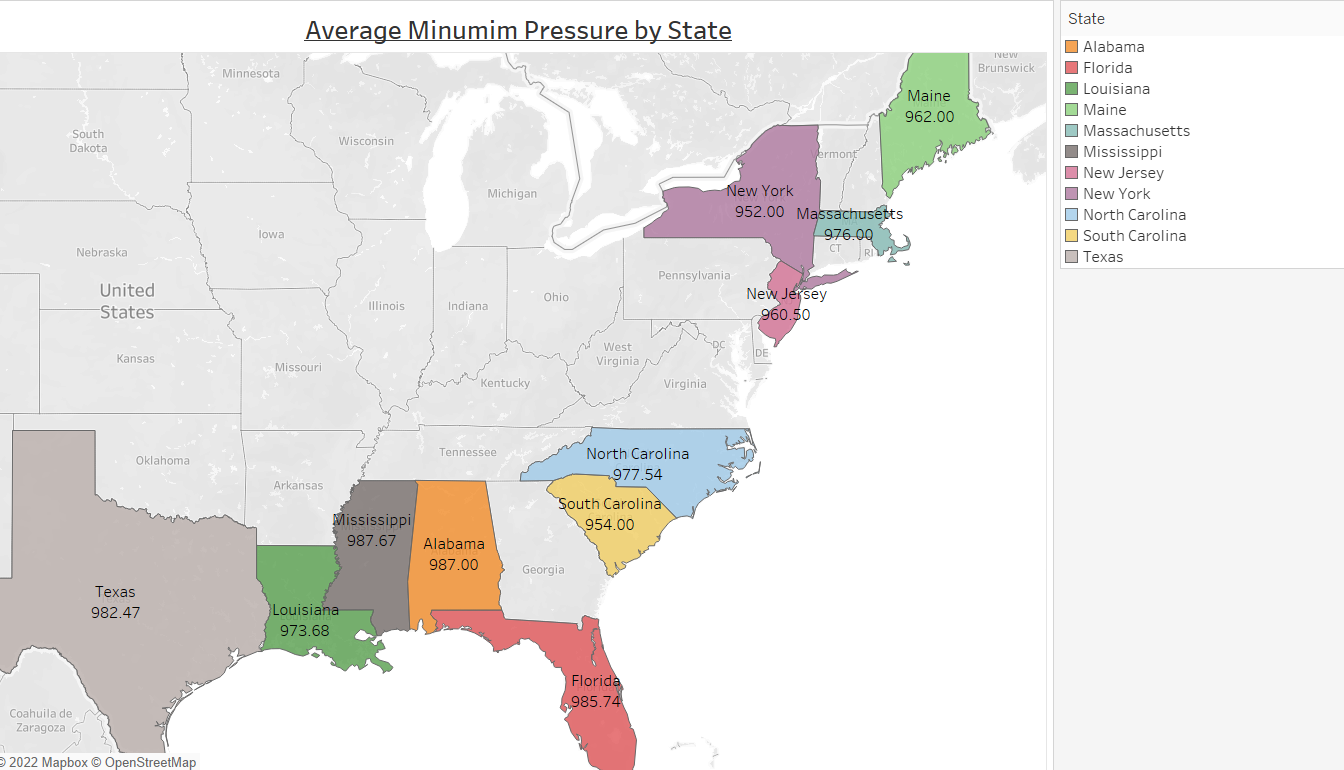 Average Minumim Pressure by State
State
Alabama
Florida
Louisiana
Maine
Massachusetts
Mississippi
New Jersey
New York
North Carolina
South Carolina
Texas
Minnesota
New
Brunswick
Maine
962.00
South
Dakota
Wisconsin
Vermont
Michigan
New York
952.00
Massachusetts
976.00
CT
RI
Iowa
Nebraska
Pennsylvania
United
States
Illinois
Indiana
Ohio
New Jersey
960.50
Kansas
Missouri
West
Virginia
DC
DE
Kentucky
Virginia
Oklahoma
Arkansas
Tennessee
North Carolina
977.54
South Carolina
954.00
Mississippi
987.67
Alabama
987.00
Georgia
Texas
982.47
Louisiana
973.68
Florida
985.74
Coahuila de
Zaragoza
© 2022 Mapbox © OpenStreetMap